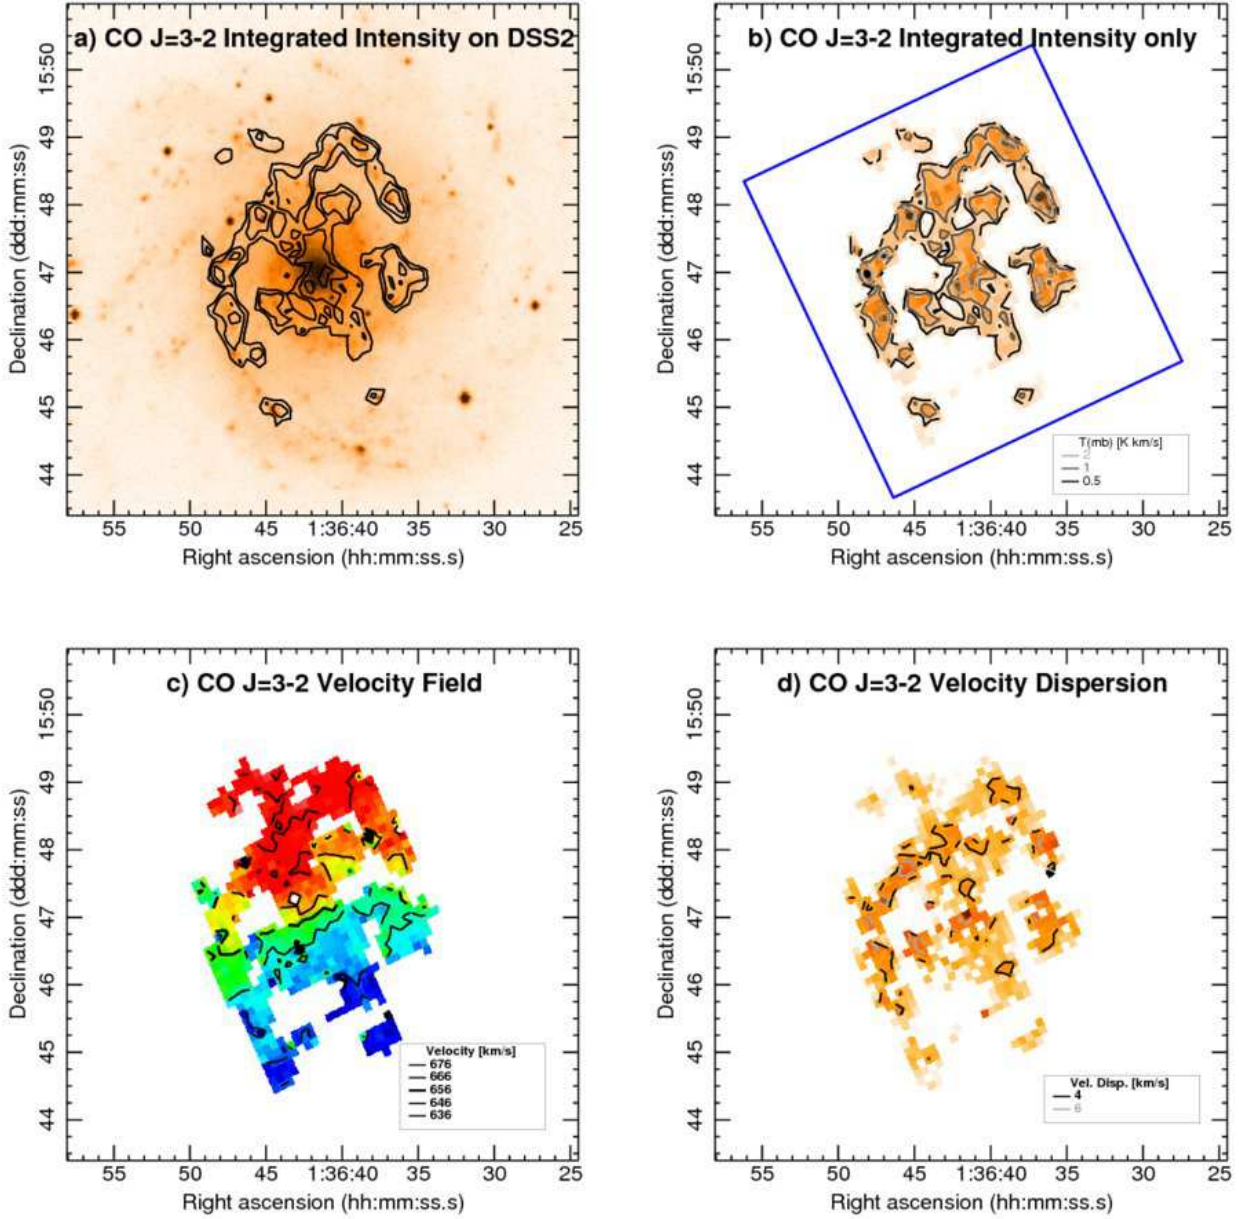 a) CO J=3-2 Integrated Intensity on DSS2
Declination (ddd:mm:ss)
15:50
49
48
47
46
45
44
55 50 45 1:36:40 35 30 25
Right ascension (hh:mm:ss.s)
b) CO J=3-2 Integrated Intensity only
Declination (ddd:mm:ss)
15:50
49
48
47
46
45
44
T(mb) [K km/s]
2
1
0.5
55 50 45 1:36:40 35 30 25
Right ascension (hh:mm:ss.s)
c) CO J=3-2 Velocity Field
Declination (ddd:mm:ss)
15:50
49
48
47
46
45
44
Velocity [km/s]
676
666
656
646
636
55 50 45 1:36:40 35 30 25
Right ascension (hh:mm:ss.s)
d) CO J=3-2 Velocity Dispersion
Declination (ddd:mm:ss)
15:50
49
48
47
46
45
44
Vel. Disp. [km/s]
4
6
55 50 45 1:36:40 35 30 25
Right ascension (hh:mm:ss.s)